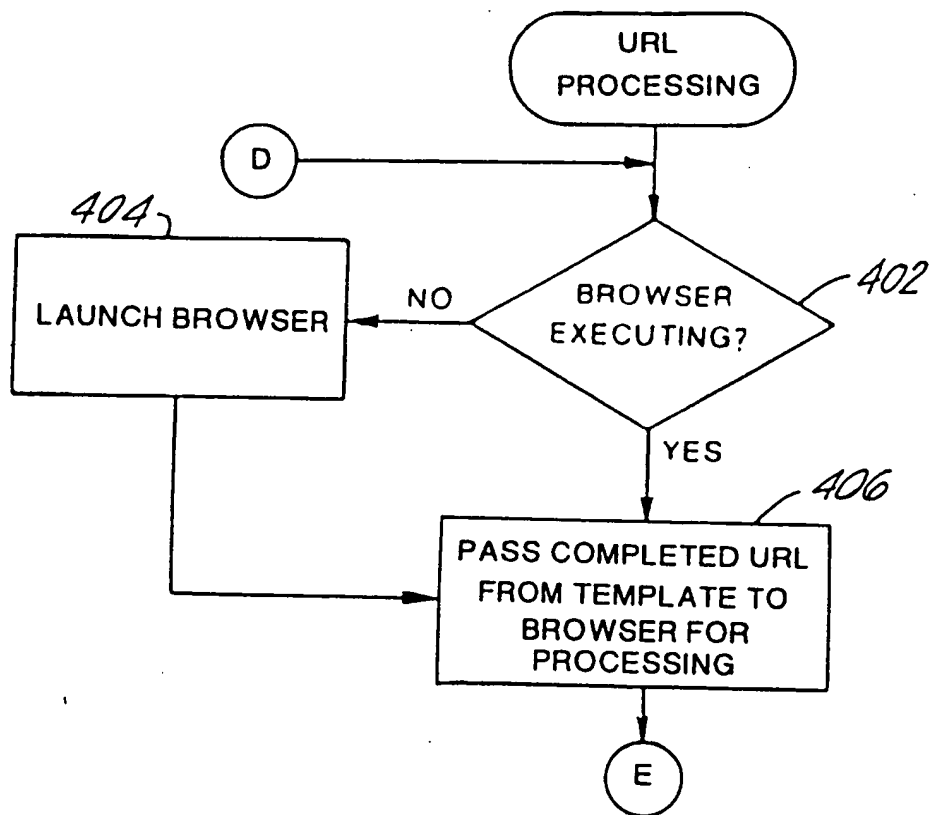 URL
PROCESSING
D
404
LAUNCH BROWSER
NO
BROWSER
EXECUTING?
402
YES
406
PASS COMPLETED URL
FROM TEMPLATE TO
BROWSER FOR
PROCESSING
E